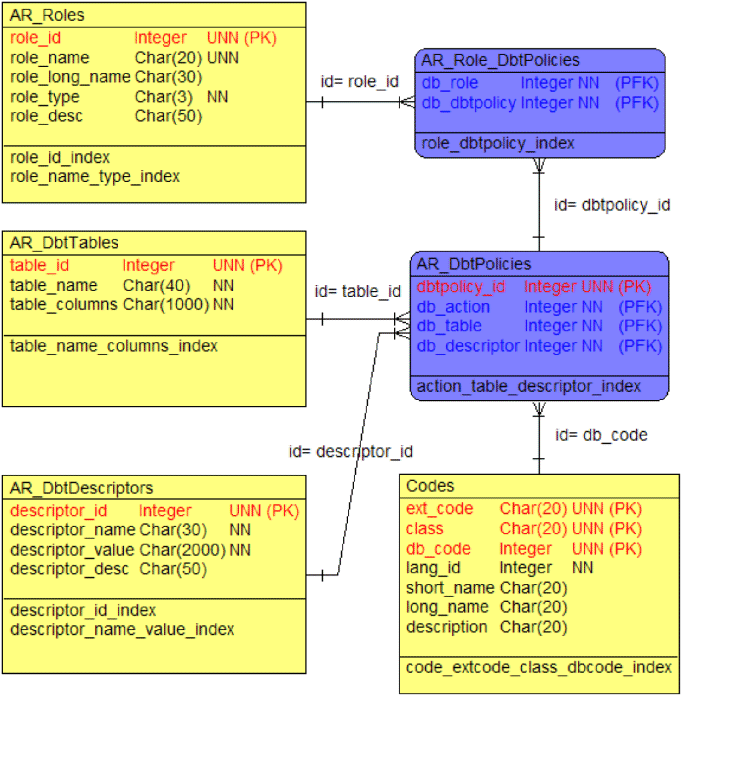 AR_Roles
role_id Integer UNN (PK)
role_name Char(20) UNN
role_long_name Char(30)
role_type Char(3) NN
role_desc Char(50)
role_id_index
role_name_type_index
id= role_id
AR_Role_DbtPolicies
db_role Integer NN (PFK)
db_dbtpolicy Integer NN (PFK)
role_dbtpolicy_index
id= dbtpolicy_id
AR_DbtTables
table_id Integer UNN (PK)
table_name Char(40) NN
table_columns Char(1000) NN
table_name_columns_index
id= table_id
AR_DbtPolicies
dbtpolicy_id Integer UNN (PK)
db_action Integer NN (PFK)
db_table Integer NN (PFK)
db_descriptor Integer NN (PFK)
action_table_descriptor_index
id= db_code
id= descriptor_id
AR_DbtDescriptors
descriptor_id Integer UNN (PK)
descriptor_name Char(30) NN
descriptor_value Char(2000) NN
descriptor_desc Char(50)
descriptor_id_index
descriptor_name_value_index
Codes
ext_code Char(20) UNN (PK)
class Char(20) UNN (PK)
db_code Integer UNN (PK)
lang_id Integer NN
short_name Char(20)
long_name Char(20)
description Char(20)
code_extcode_class_dbcode_index